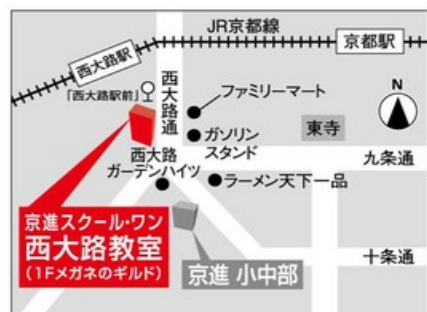 JR京都線
京都駅
西大路駅
「西大路駅前」
西大路通
ファミリーマート
N
ガソリン
スタンド
東寺
西大路
ガーデンハイツ
九条通
ラーメン天下一品
京進スクール・ワン
西大路教室
(1Fメガネのギルド)
京進 小中部
十条通